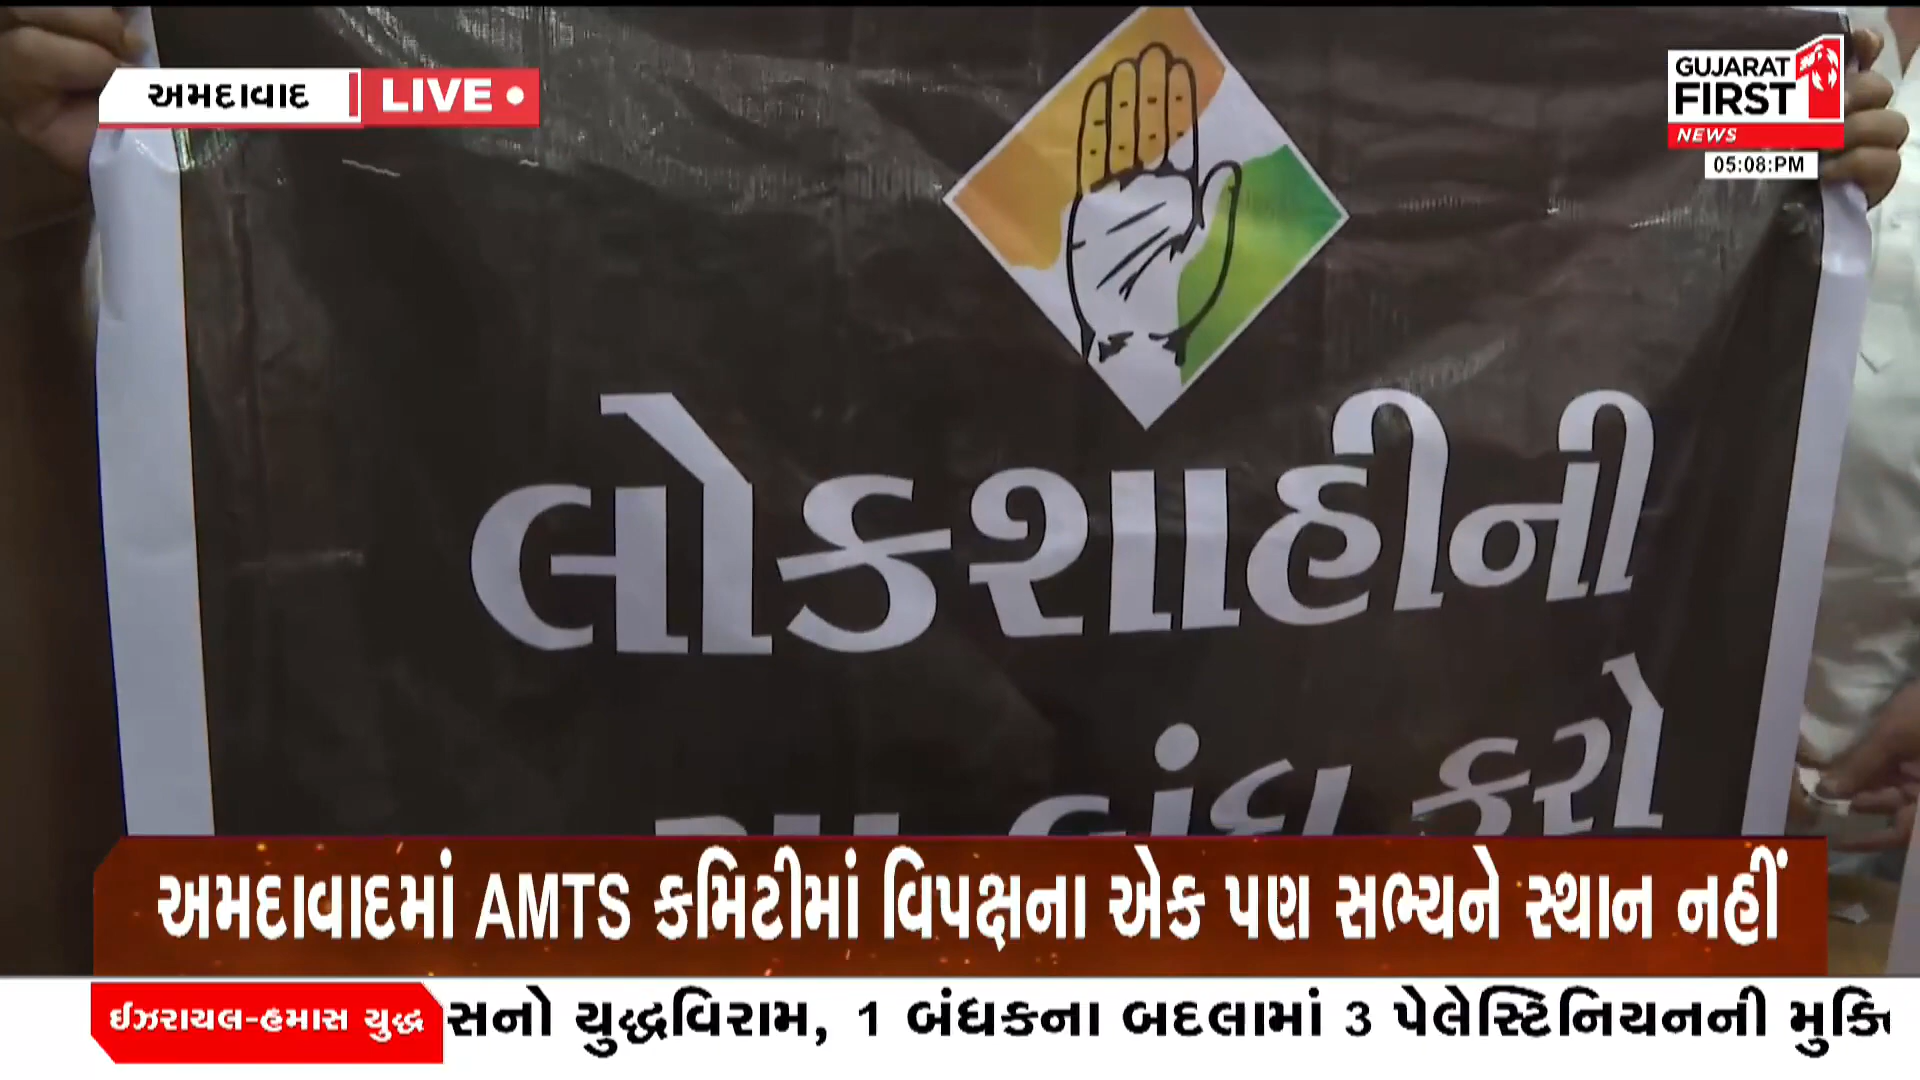 અમદાવાદ
LIVE
GUJARAT
FIRST
NEWS
05:08:PM
લોકશાહીની
બંધ કરો
અમદાવાદમાં AMTS કમિટીમાં વિપક્ષના એક પણ સભ્યને સ્થાન નહીં
ઈઝરાયલ-હમાસ યુદ્ધ
સનો યુદ્ધવિરામ, 1 બંધકના બદલામાં 3 પેલેસ્ટિનિયનની મુક્તિ